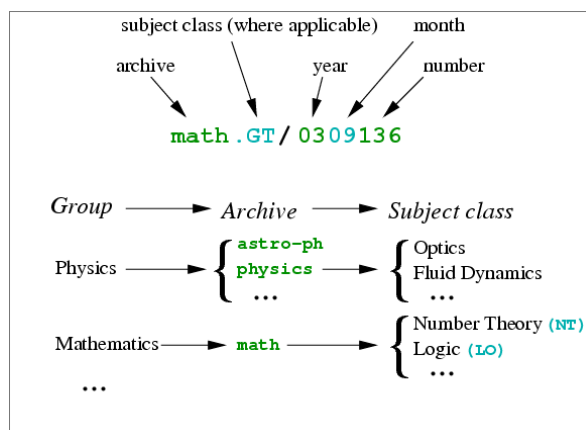 subject class (where applicable) month
archive year number
math.GT/0309136
Group Archive Subject class
astro-ph Optics
Physics physics Fluid Dynamics
... ...
Number Theory (NT)
Mathematics math Logic (LO)
...
...